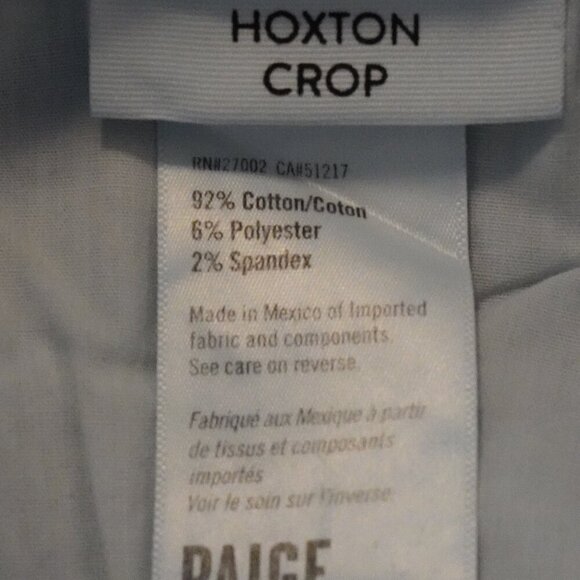 HOXTON
CROP
RN#27002 CA#51217
92% Cotton/Coton
6% Polyester
2% Spandex
Made in Mexico of Imported
fabric and components.
See care on reverse.
Fabriqué aux Mexique à partir
de tissus et composants
importés
Voir le soin sur l'inverse.
PAIGE